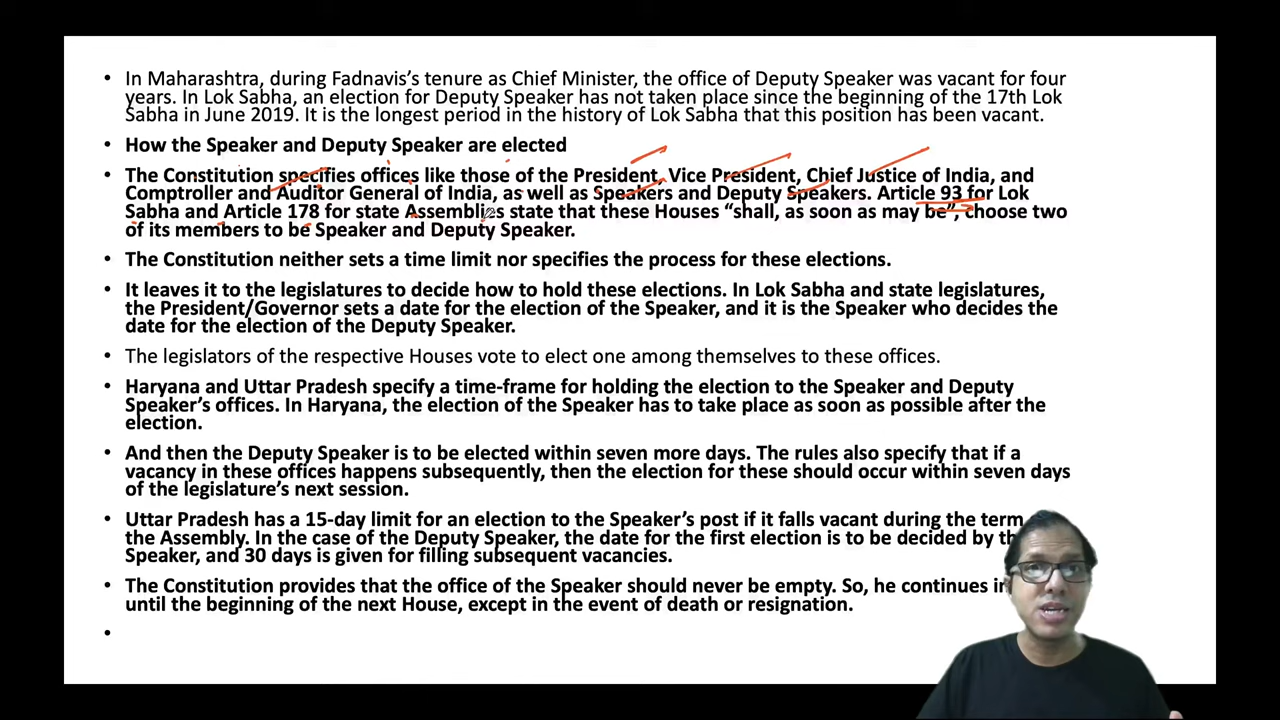 • In Maharashtra, during Fadnavis's tenure as Chief Minister, the office of Deputy Speaker was vacant for four
years. In Lok Sabha, an election for Deputy Speaker has not taken place since the beginning of the 17th Lok
Sabha in June 2019. It is the longest period in the history of Lok Sabha that this position has been vacant.
• How the Speaker and Deputy Speaker are elected
• The Constitution specifies offices like those of the President, Vice President, Chief Justice of India, and
Comptroller and Auditor General of India, as well as Speakers and Deputy Speakers. Article 93 for Lok
Sabha and Article 178 for state Assemblies state that these Houses “shall, as soon as may be”, choose two
of its members to be Speaker and Deputy Speaker.
• The Constitution neither sets a time limit nor specifies the process for these elections.
• It leaves it to the legislatures to decide how to hold these elections. In Lok Sabha and state legislatures,
the President/Governor sets a date for the election of the Speaker, and it is the Speaker who decides the
date for the election of the Deputy Speaker.
• The legislators of the respective Houses vote to elect one among themselves to these offices.
• Haryana and Uttar Pradesh specify a time-frame for holding the election to the Speaker and Deputy
Speaker's offices. In Haryana, the election of the Speaker has to take place as soon as possible after the
election.
• And then the Deputy Speaker is to be elected within seven more days. The rules also specify that if a
vacancy in these offices happens subsequently, then the election for these should occur within seven days
of the legislature's next session.
• Uttar Pradesh has a 15-day limit for an election to the Speaker's post if it falls vacant during the term
the Assembly. In the case of the Deputy Speaker, the date for the first election is to be decided by
Speaker, and 30 days is given for filling subsequent vacancies.
• The Constitution provides that the office of the Speaker should never be empty. So, he continues
until the beginning of the next House, except in the event of death or resignation.
•